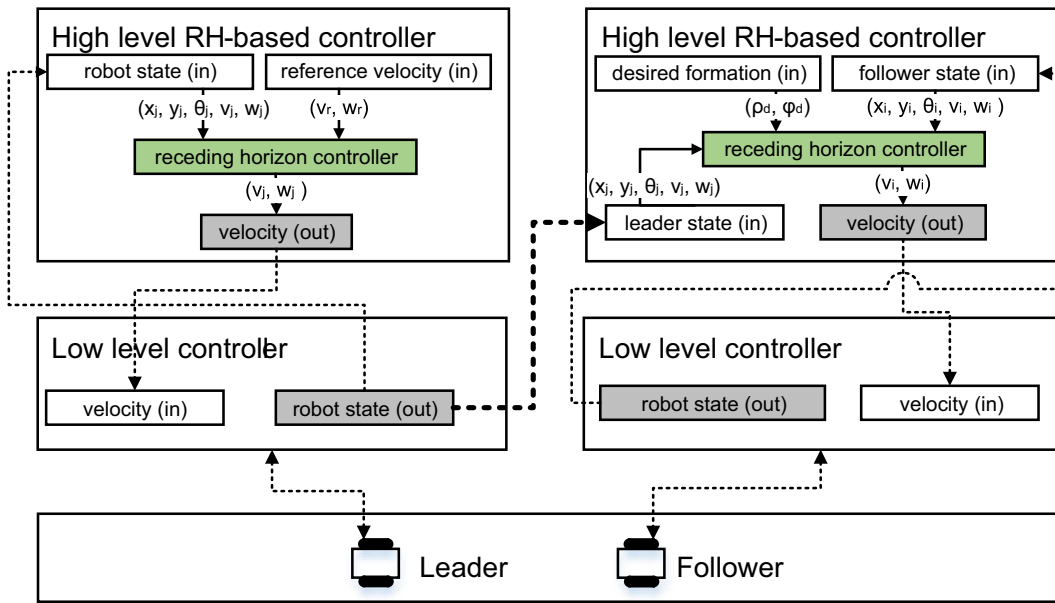 High level RH-based controller
robot state (in)
reference velocity (in)
(xⱼ, yⱼ, θⱼ, vⱼ, wⱼ)
(vᵣ, wᵣ)
receding horizon controller
(vⱼ, wⱼ )
velocity (out)
Low level controller
velocity (in)
robot state (out)
High level RH-based controller
desired formation (in)
follower state (in)
(ρd, φd)
(xᵢ, yᵢ, θᵢ, vᵢ, wᵢ )
receding horizon controller
(xⱼ, yⱼ, θⱼ, vⱼ, wⱼ)
(vᵢ, wᵢ)
leader state (in)
velocity (out)
Low level controller
robot state (out)
velocity (in)
Leader
Follower